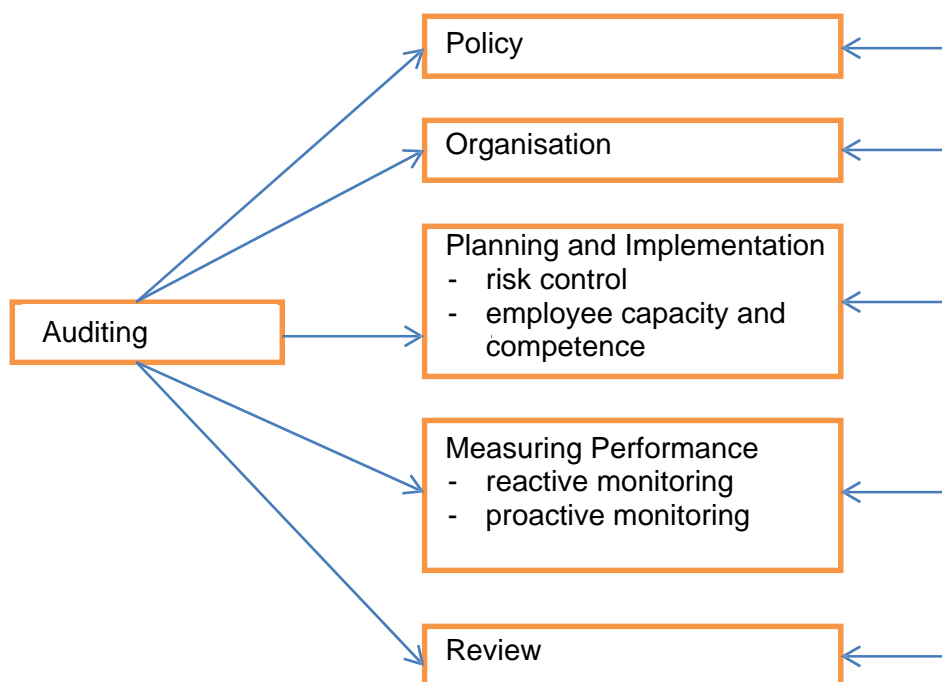 Policy
Organisation
Planning and Implementation
- risk control
- employee capacity and
competence
Auditing
Measuring Performance
- reactive monitoring
- proactive monitoring
Review